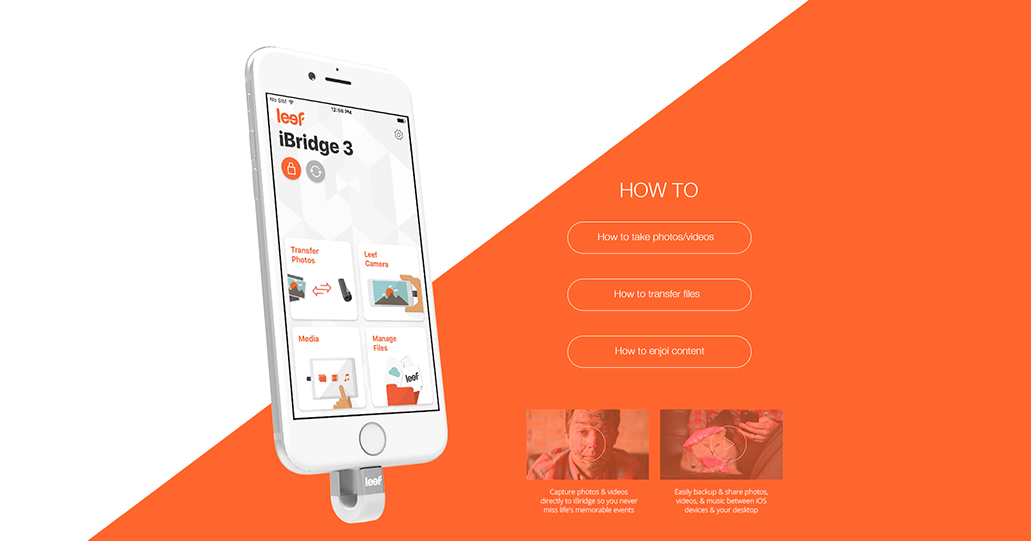 No SIM
12:56 PM
leef
iBridge 3
Transfer
Photos
Leef
Camera
Media
Manage
Files
leef
leef
HOW TO
How to take photos/videos
How to transfer files
How to enjoi content
Capture photos & videos
directly to iBridge so you never
miss life's memorable events
Easily backup & share photos,
videos, & music between iOS
devices & your desktop